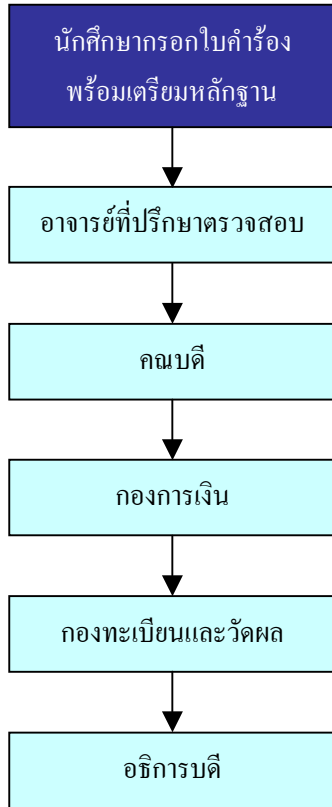 นักศึกษากรอกใบคำร้อง
พร้อมเตรียมหลักฐาน
อาจารย์ที่ปรึกษาตรวจสอบ
คณบดี
กองการเงิน
กองทะเบียนและวัดผล
อธิการบดี